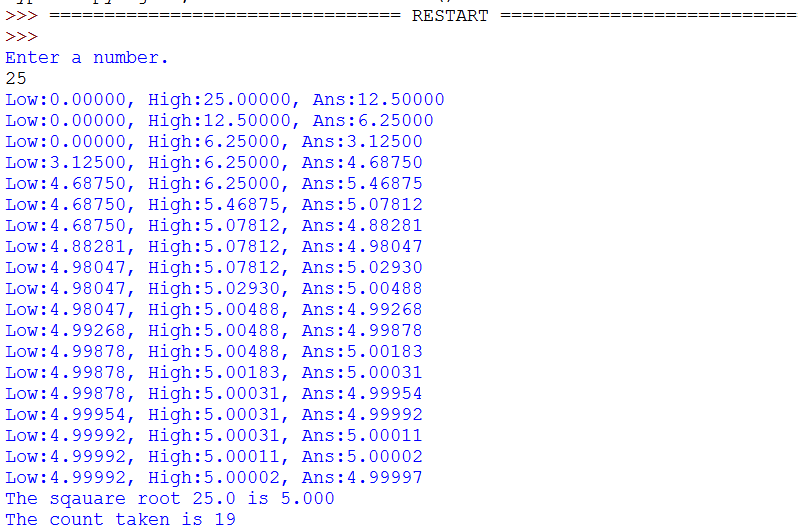 >>> ================================ RESTART ===========================
>>>
Enter a number.
25
Low:0.00000, High:25.00000, Ans:12.50000
Low:0.00000, High:12.50000, Ans:6.25000
Low:0.00000, High:6.25000, Ans:3.12500
Low:3.12500, High:6.25000, Ans:4.68750
Low:4.68750, High:6.25000, Ans:5.46875
Low:4.68750, High:5.46875, Ans:5.07812
Low:4.68750, High:5.07812, Ans:4.88281
Low:4.88281, High:5.07812, Ans:4.98047
Low:4.98047, High:5.07812, Ans:5.02930
Low:4.98047, High:5.02930, Ans:5.00488
Low:4.98047, High:5.00488, Ans:4.99268
Low:4.99268, High:5.00488, Ans:4.99878
Low:4.99878, High:5.00488, Ans:5.00183
Low:4.99878, High:5.00183, Ans:5.00031
Low:4.99878, High:5.00031, Ans:4.99954
Low:4.99954, High:5.00031, Ans:4.99992
Low:4.99992, High:5.00031, Ans:5.00011
Low:4.99992, High:5.00011, Ans:5.00002
Low:4.99992, High:5.00002, Ans:4.99997
The sqauare root 25.0 is 5.000
The count taken is 19